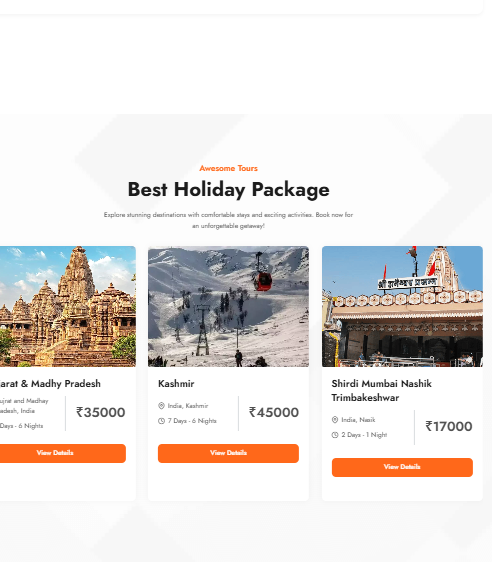 Awesome Tours
Best Holiday Package
Explore stunning destinations with comfortable stays and exciting activities. Book now for
an unforgettable getaway!
arat & Madhy Pradesh
ujrat and Madhay
adesh, India
Days - 6 Nights
₹35000
View Details
Kashmir
India, Kashmir
7 Days - 6 Nights
₹45000
View Details
Shirdi Mumbai Nashik
Trimbakeshwar
India, Nasik
2 Days - 1 Night
₹17000
View Details